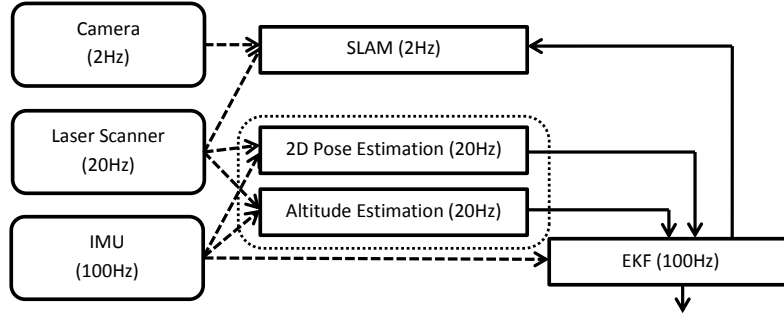 Camera
(2Hz)
SLAM (2Hz)
Laser Scanner
(20Hz)
2D Pose Estimation (20Hz)
Altitude Estimation (20Hz)
IMU
(100Hz)
EKF (100Hz)